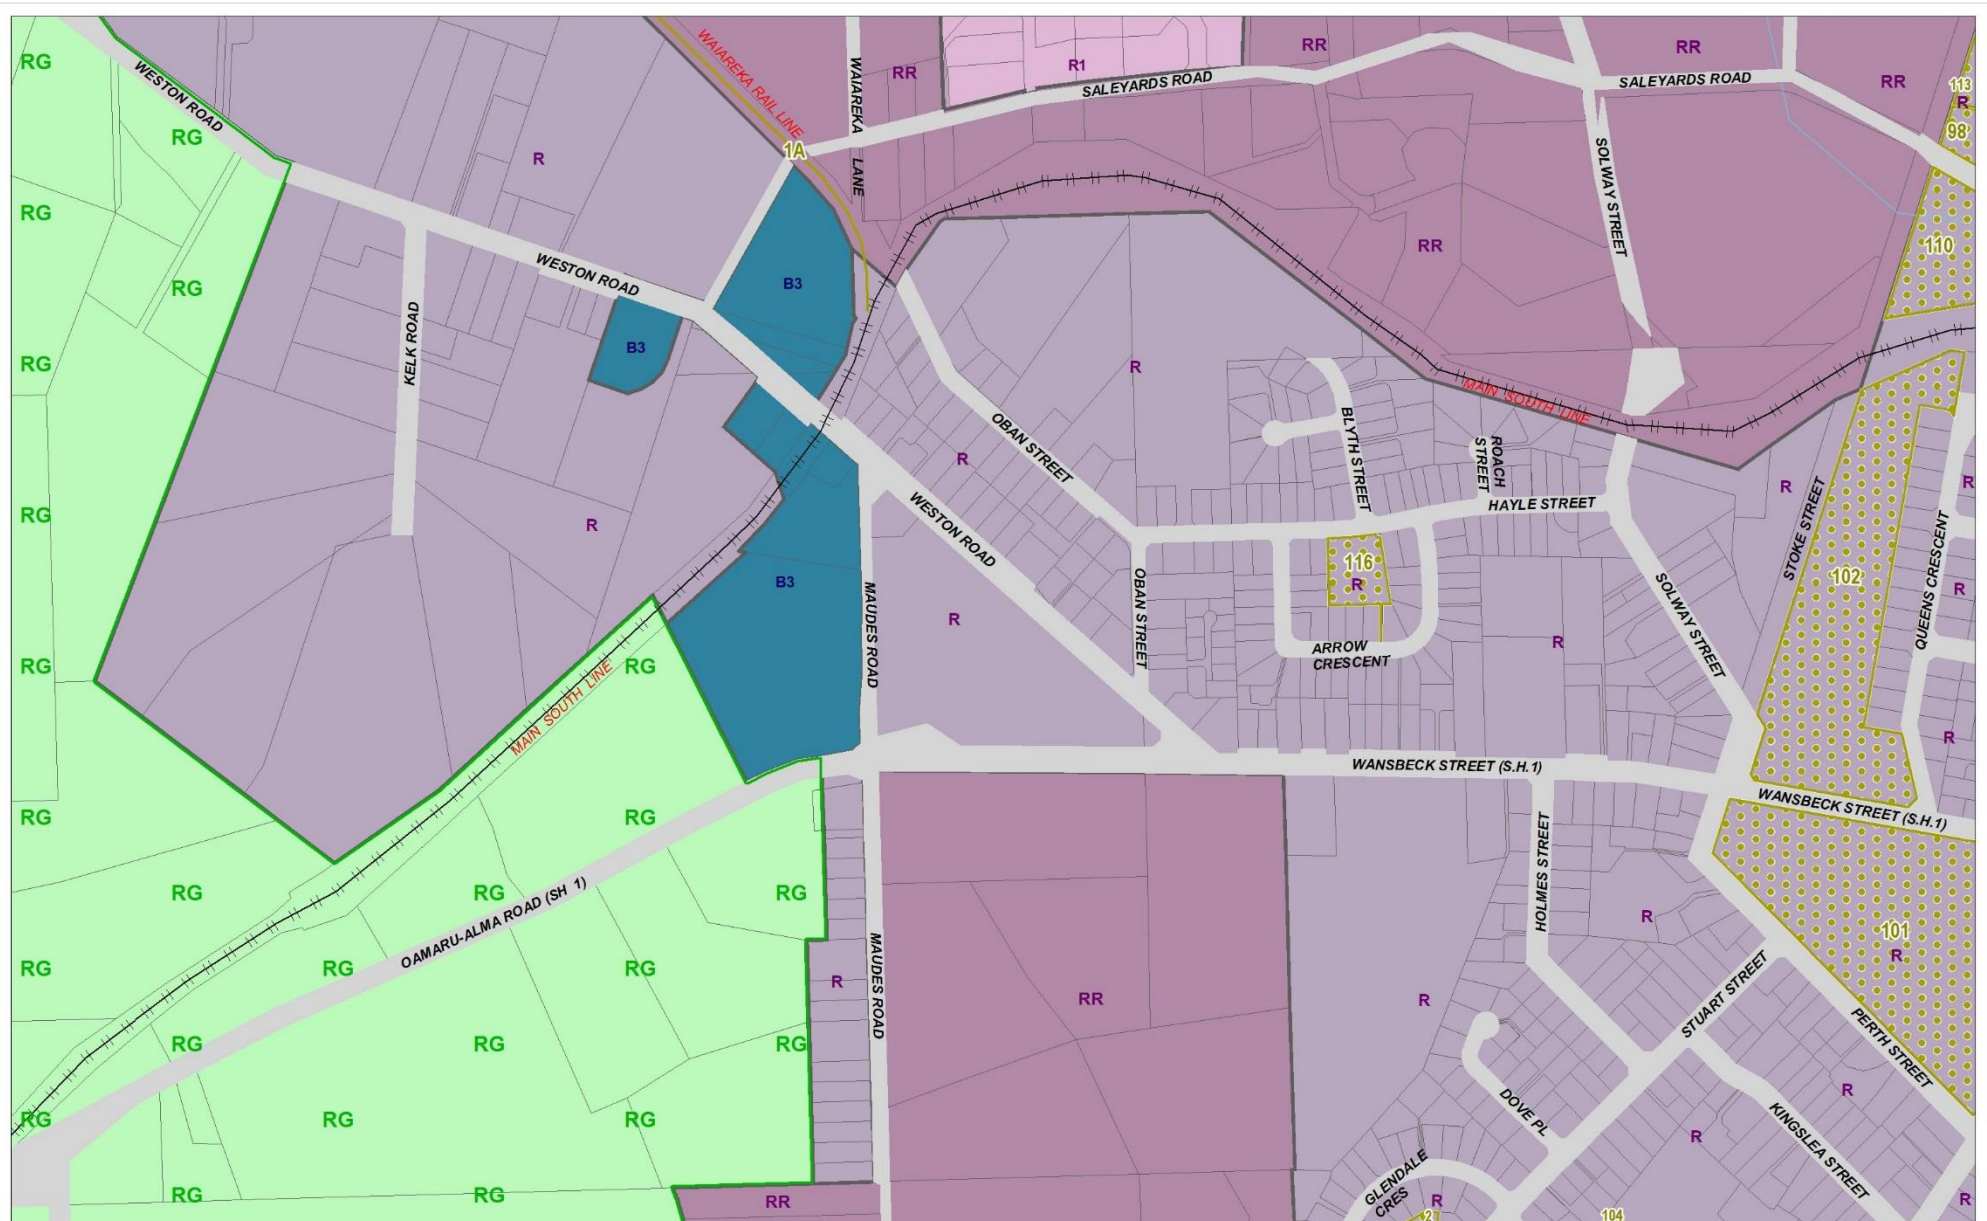 RR
RR
RG
R1
RR
WAIAREKA RAIL LINE
WAIAREKA
LANE
SALEYARDS ROAD
SALEYARDS ROAD
113
R
98
WESTON ROAD
RG
R
1A
SOLWAY STREET
RG
RR
110
RG
WESTON ROAD
B3
B3
KELK ROAD
RG
R
MAIN SOUTH LINE
OBAN STREET
BLYTH STREET
ROACH
STREET
R
R
R
HAYLE STREET
STOKE STREET
RG
R
WESTON ROAD
116
R
102
QUEENS CRESCENT
R
B3
OBAN STREET
MAUDES ROAD
R
ARROW
CRESCENT
R
SOLWAY STREET
RG
RG
MAIN SOUTH LINE
R
WANSBECK STREET (S.H.1)
WANSBECK STREET (S.H.1)
RG
RG
HOLMES STREET
RG
RG
RG
OAMARU-ALMA ROAD (SH 1)
R
101
R
RG
RG
RG
R
MAUDES ROAD
RR
R
STUART STREET
PERTH STREET
RG
RG
RG
RG
RG
RG
DOVE PL
R
R
KINGSLEA STREET
GLENDALE
CRES
RG
RG
RR
R
R
2
104